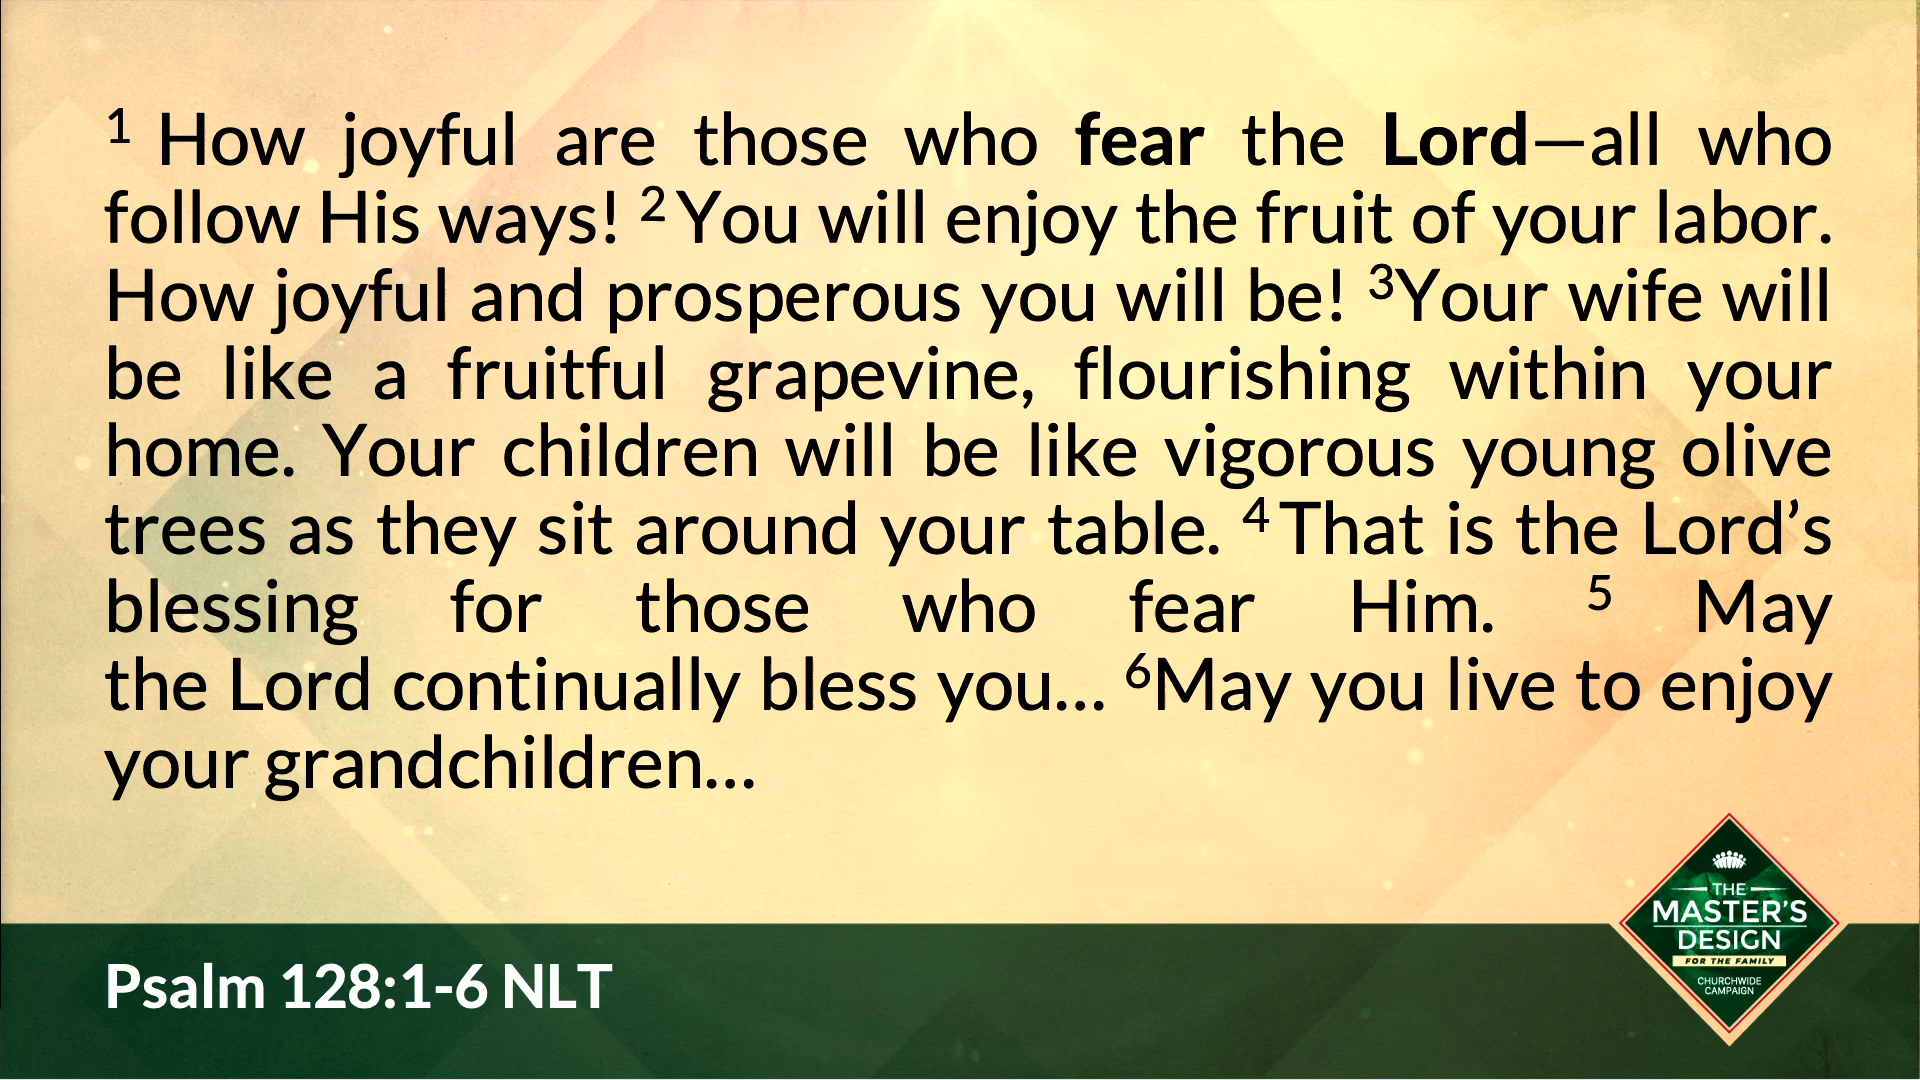 1 How joyful are those who fear the Lord—all who
follow His ways! 2 You will enjoy the fruit of your labor.
How joyful and prosperous you will be! 3Your wife will
be like a fruitful grapevine, flourishing within your
home. Your children will be like vigorous young olive
trees as they sit around your table. 4 That is the Lord’s
blessing for those who fear Him. 5 May
the Lord continually bless you… 6May you live to enjoy
your grandchildren…
THE
MASTER'S
DESIGN
FOR THE FAMILY
CHURCHWIDE
CAMPAIGN
Psalm 128:1-6 NLT